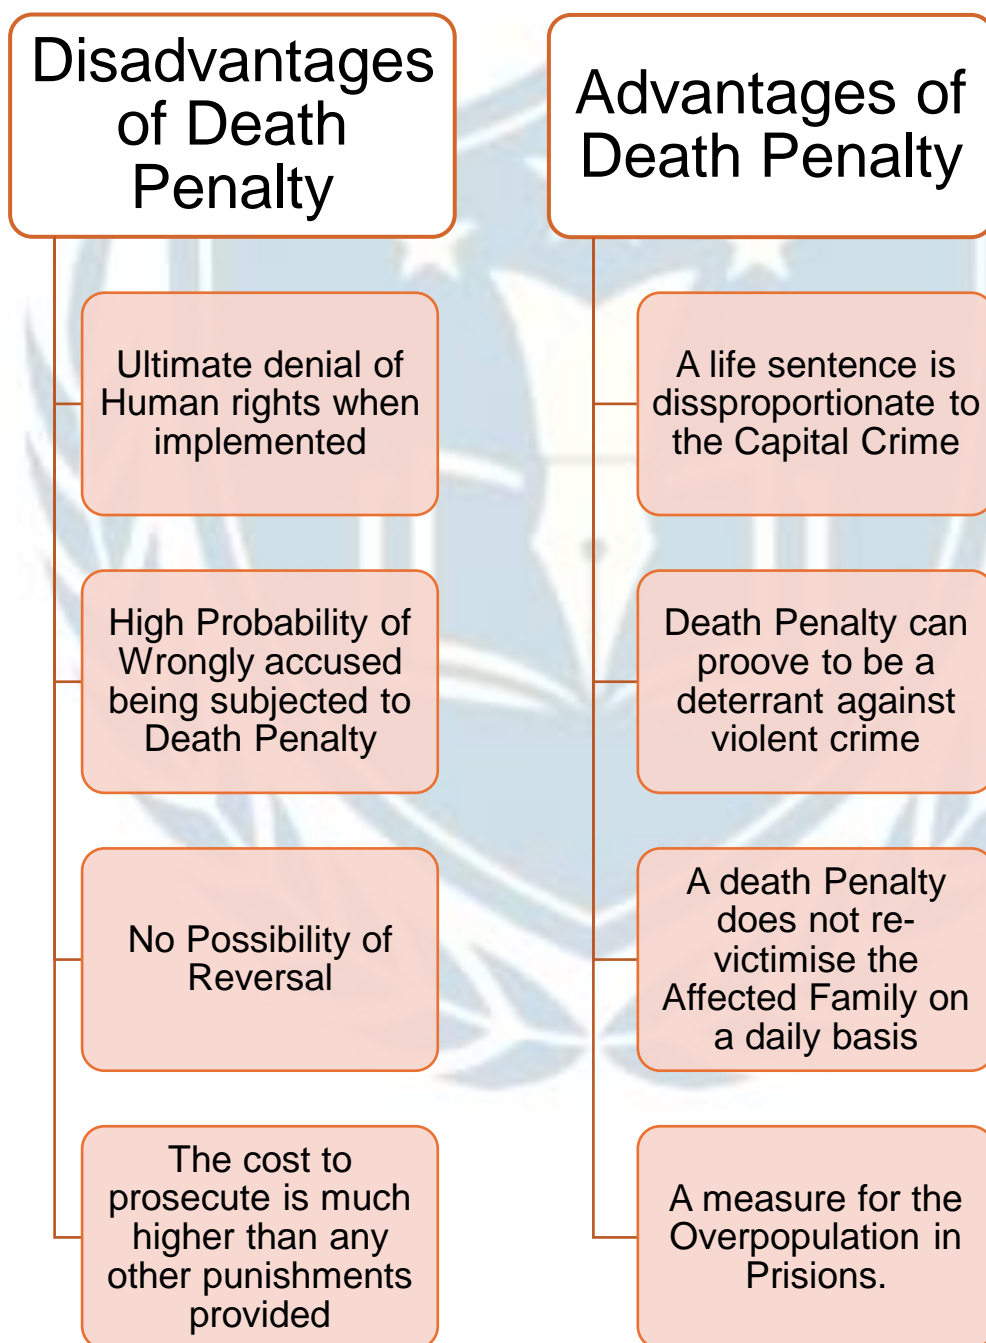 Disadvantages
of Death
Penalty
Ultimate denial of
Human rights when
implemented
High Probability of
Wrongly accused
being subjected to
Death Penalty
No Possibility of
Reversal
The cost to
prosecute is much
higher than any
other punishments
provided
Advantages of
Death Penalty
A life sentence is
dissproportionate to
the Capital Crime
Death Penalty can
proove to be a
deterrant against
violent crime
A death Penalty
does not re-
victimise the
Affected Family on
a daily basis
A measure for the
Overpopulation in
Prisions.